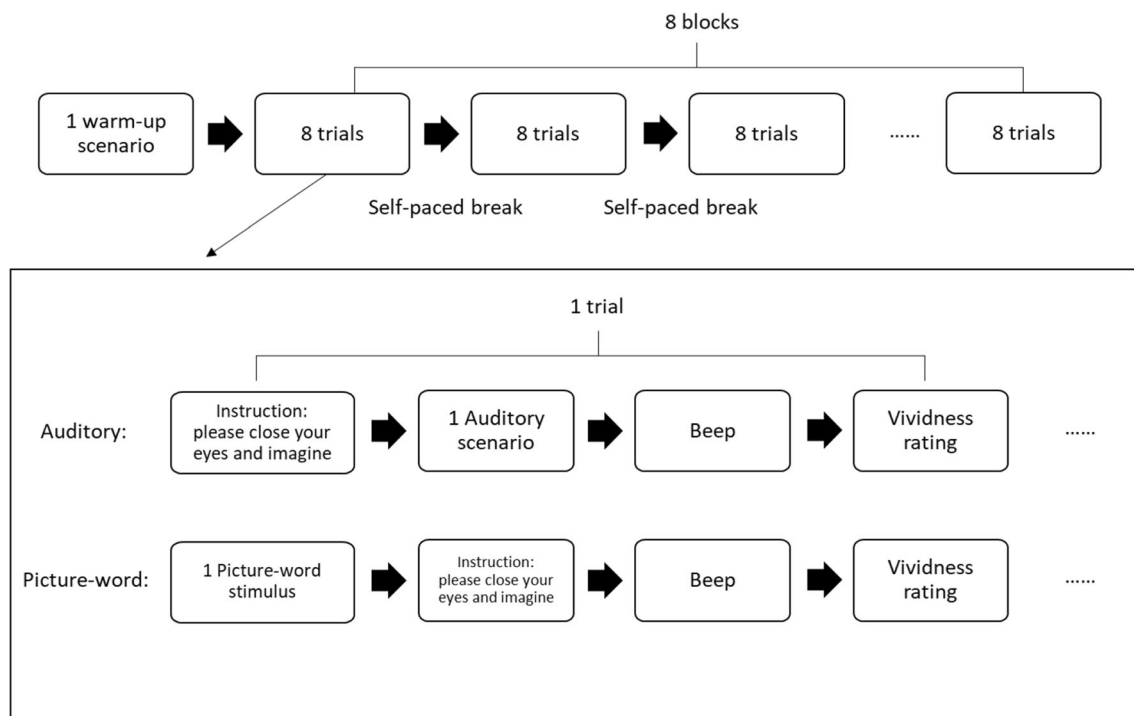 8 blocks
1 warm-up
scenario
8 trials
8 trials
8 trials
......
8 trials
Self-paced break
Self-paced break
1 trial
Auditory:
Instruction:
please close your
eyes and imagine
1 Auditory
scenario
Beep
Vividness
rating
......
Picture-word:
1 Picture-word
stimulus
Instruction:
please close your
eyes and imagine
Beep
Vividness
rating
......